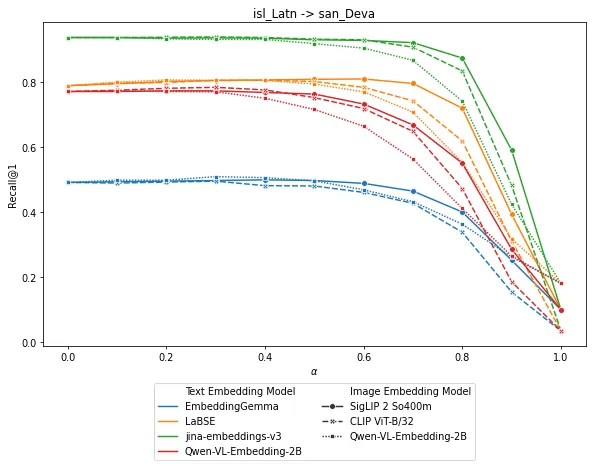 isl_Latn -> san_Deva
Recall@1
0.8
0.6
0.4
0.2
0.0
0.0 0.2 0.4 0.6 0.8 1.0
α
Text Embedding Model Image Embedding Model
EmbeddingGemma SigLIP 2 So400m
LaBSE CLIP ViT-B/32
jina-embeddings-v3 Qwen-VL-Embedding-2B
Qwen-VL-Embedding-2B